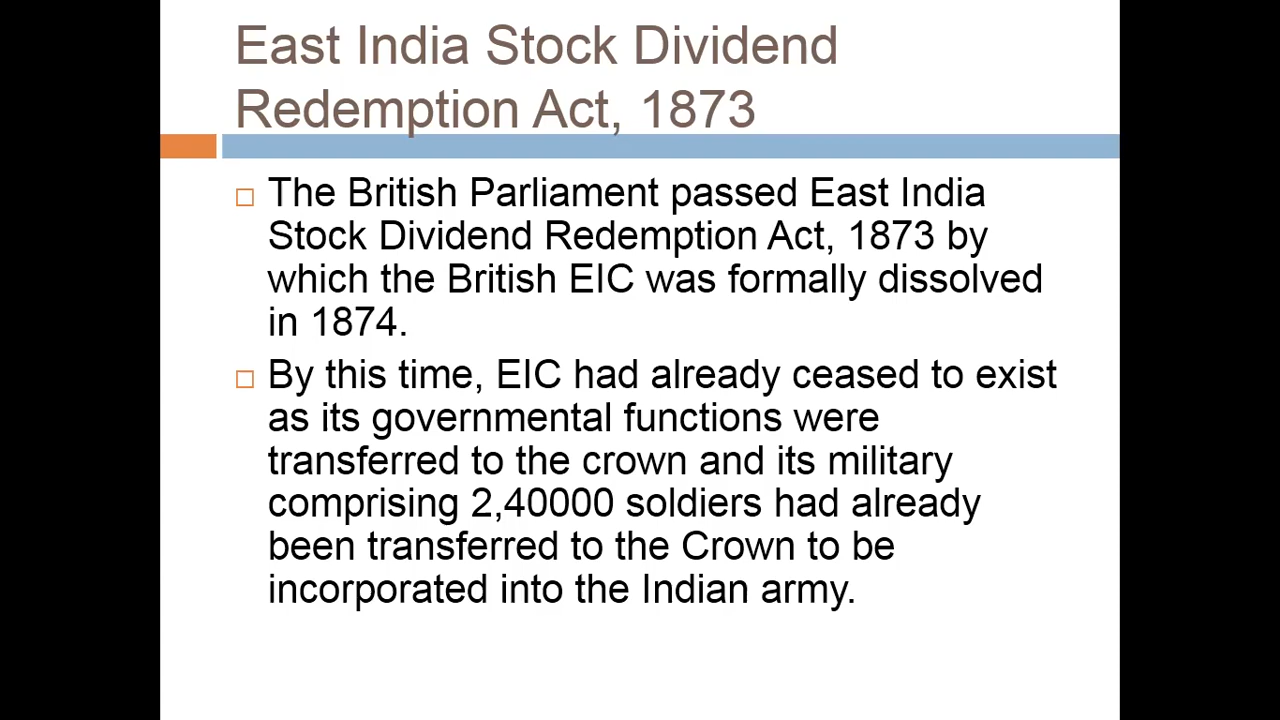 East India Stock Dividend
Redemption Act, 1873
The British Parliament passed East India
Stock Dividend Redemption Act, 1873 by
which the British EIC was formally dissolved
in 1874.
By this time, EIC had already ceased to exist
as its governmental functions were
transferred to the crown and its military
comprising 2,40000 soldiers had already
been transferred to the Crown to be
incorporated into the Indian army.